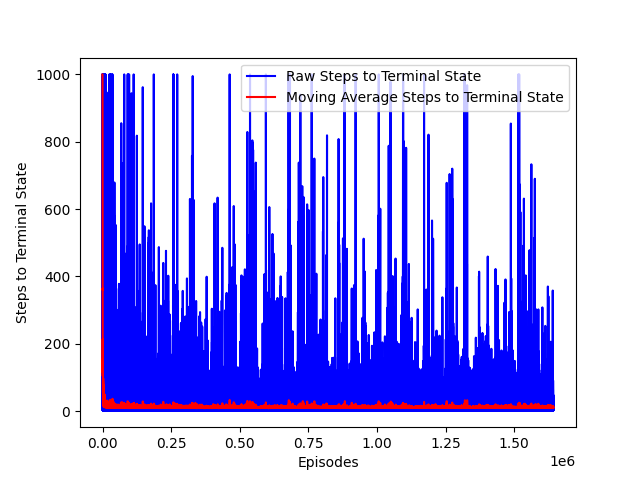 Raw Steps to Terminal State
Moving Average Steps to Terminal State
1000
800
600
400
200
0
Steps to Terminal State
0.00 0.25 0.50 0.75 1.00 1.25 1.50
1e6
Episodes